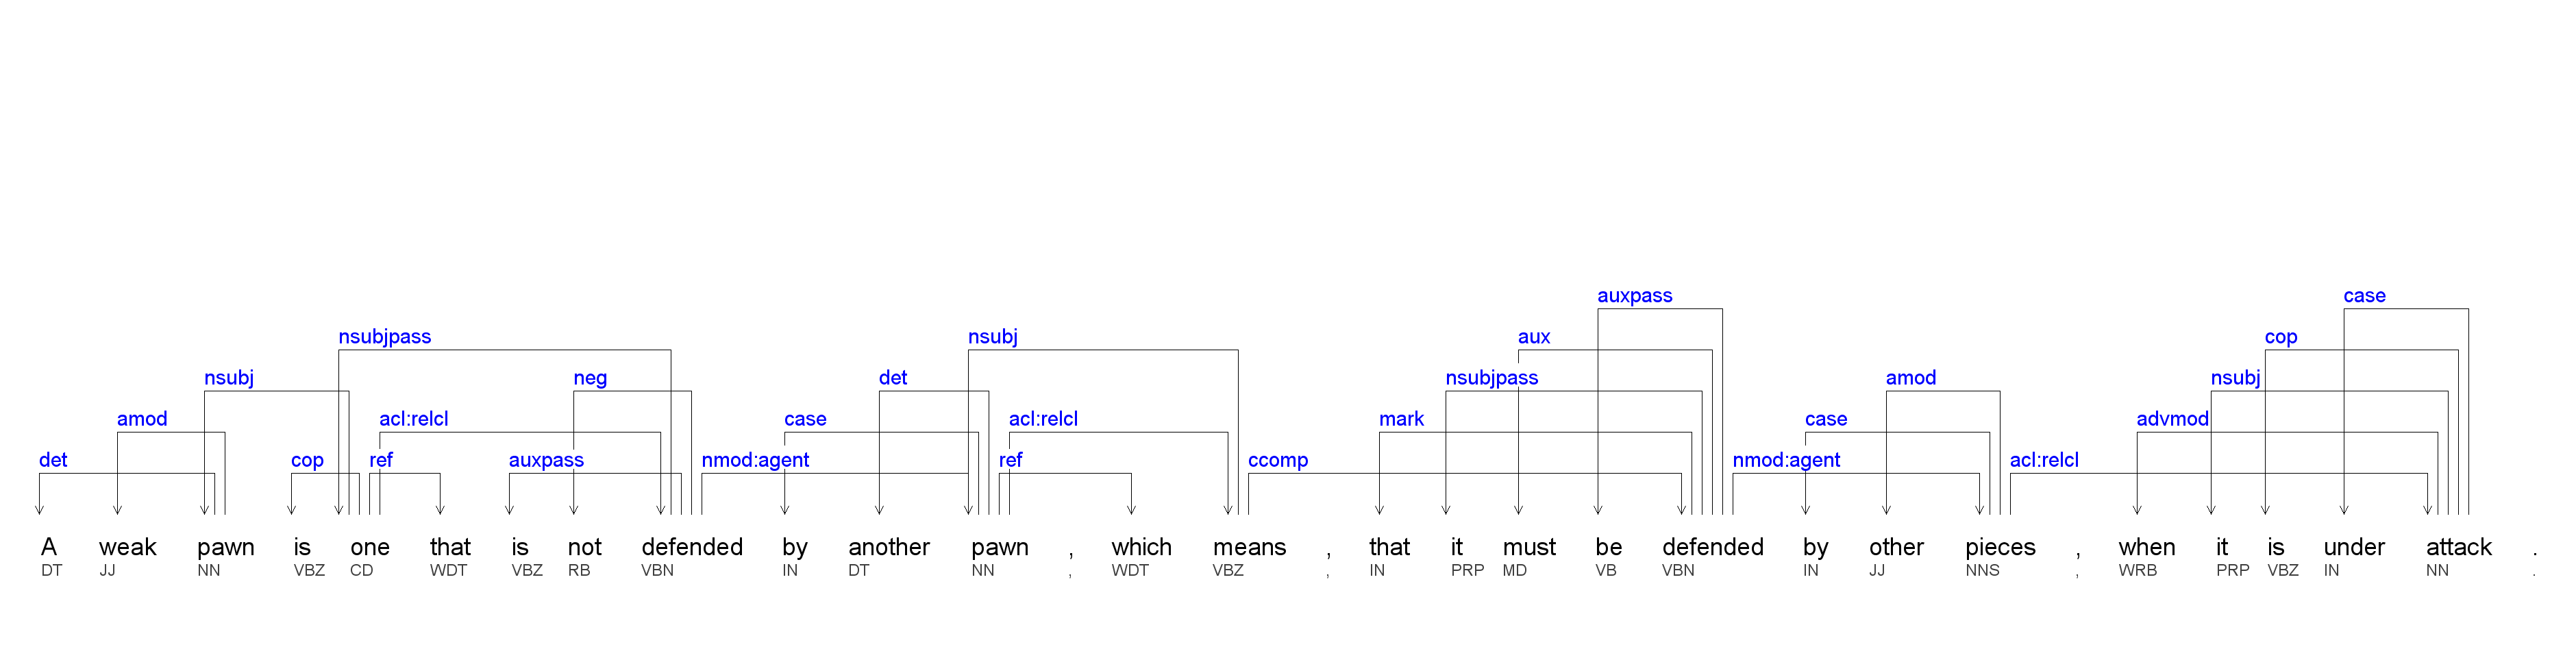 auxpass case
nsubjpass nsubj aux cop
nsubj neg det nsubjpass amod nsubj
amod acl:relcl case acl:relcl mark case advmod
det cop ref auxpass nmod:agent ref ccomp nmod:agent acl:relcl
A weak pawn is one that is not defended by another pawn , which means , that it must be defended by other pieces , when it is under attack .
DT JJ NN VBZ CD WDT VBZ RB VBN IN DT NN , WDT VBZ , IN PRP MD VB VBN IN JJ NNS , WRB PRP VBZ IN NN .